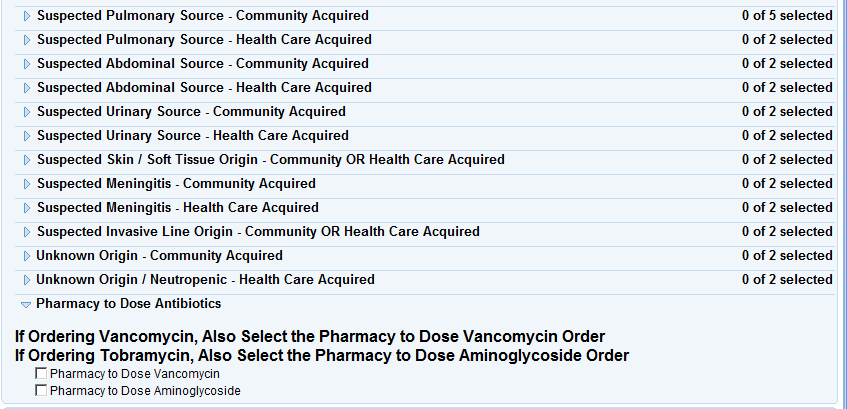 Suspected Pulmonary Source - Community Acquired 0 of 5 selected
Suspected Pulmonary Source - Health Care Acquired 0 of 2 selected
Suspected Abdominal Source - Community Acquired 0 of 2 selected
Suspected Abdominal Source - Health Care Acquired 0 of 2 selected
Suspected Urinary Source - Community Acquired 0 of 2 selected
Suspected Urinary Source - Health Care Acquired 0 of 2 selected
Suspected Skin / Soft Tissue Origin - Community OR Health Care Acquired 0 of 2 selected
Suspected Meningitis - Community Acquired 0 of 2 selected
Suspected Meningitis - Health Care Acquired 0 of 2 selected
Suspected Invasive Line Origin - Community OR Health Care Acquired 0 of 2 selected
Unknown Origin - Community Acquired 0 of 2 selected
Unknown Origin / Neutropenic - Health Care Acquired 0 of 2 selected
Pharmacy to Dose Antibiotics
If Ordering Vancomycin, Also Select the Pharmacy to Dose Vancomycin Order
If Ordering Tobramycin, Also Select the Pharmacy to Dose Aminoglycoside Order
Pharmacy to Dose Vancomycin
Pharmacy to Dose Aminoglycoside